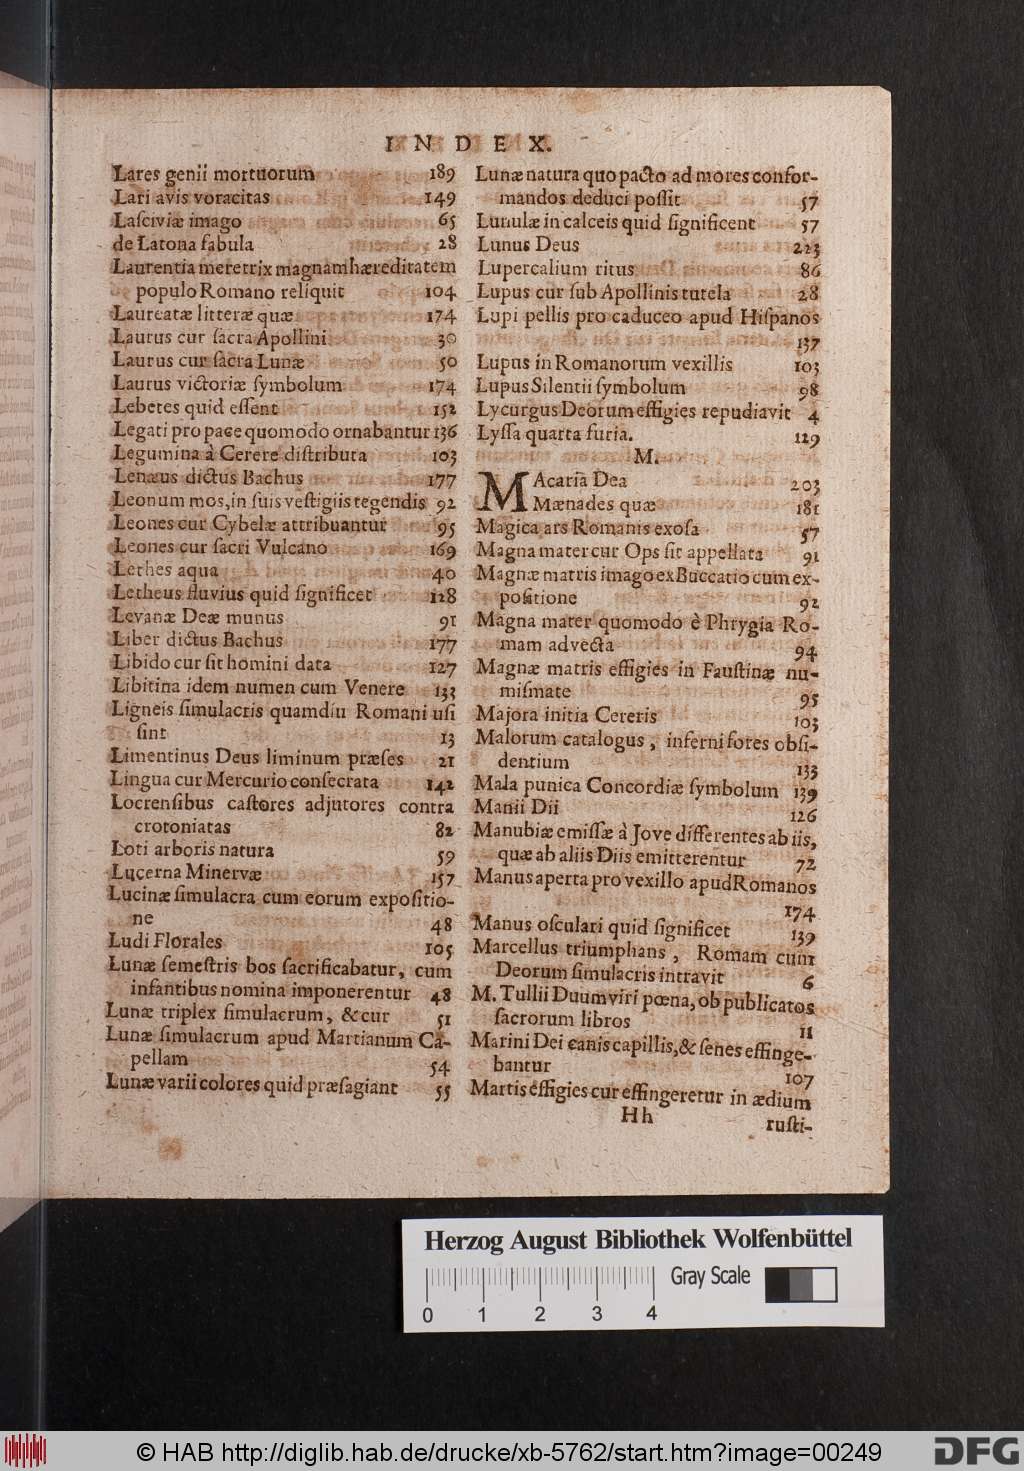 INDEX.
Lares genii mortuorum 189
Lari avis voracitas 149
Laſciviæ imago 65
de Latona fabula 28
Laurentia meretrix magnam hæreditatem
populo Romano reliquit 104
Laureatæ litteræ quæ 174
Laurus cur ſacra Apollini 30
Laurus cur ſacra Lunæ 50
Laurus victoriæ ſymbolum 174
Lebetes quid eſſent 152
Legati pro pace quomodo ornabantur 136
Legumina à Cerere diſtributa 103
Lenæus dictus Bachus 177
Leonum mos, in ſuis veſtigiis tegendis 92
Leones cur Cybelæ attribuantur 95
Leones cur ſacri Vulcano 169
Lethes aqua 40
Letheus fluvius quid ſignificet 128
Levanæ Deæ munus 91
Liber dictus Bachus 177
Libido cur ſit homini data 127
Libitina idem numen cum Venere 133
Ligneis ſimulacris quamdiu Romani uſi
ſint 13
Limentinus Deus liminum præſes 21
Lingua cur Mercurio conſecrata 142
Locrenſibus caſtores adjutores contra
crotoniatas 82
Loti arboris natura 59
Lucerna Minervæ 157
Lucinæ ſimulacra cum eorum expoſitio-
ne 48
Ludi Florales 105
Lunæ ſemeſtris bos ſacrificabatur, cum
infantibus nomina imponerentur 48
Lunæ triplex ſimulacrum, & cur 51
Lunæ ſimulacrum apud Martianum Ca-
pellam 54
Lunæ varii colores quid præſagiant 55
Lunæ natura quo pacto ad mores confor-
mandos deduci poſſit 57
Lunulæ in calceis quid ſignificent 57
Lunus Deus 223
Lupercalium ritus 86
Lupus cur ſub Apollinis tutela 28
Lupi pellis pro caduceo apud Hiſpanos
137
Lupus in Romanorum vexillis 103
Lupus Silentii ſymbolum 98
Lycurgus Deorum effigies repudiavit 4
Lyſſa quarta furia. 129
M.
MAcaria Dea 203
Mænades quæ 181
Magica ars Romanis exoſa 57
Magna mater cur Ops ſit appellata 91
Magnæ matris imago ex Buccatio cum ex-
poſitione 92
Magna mater quomodo è Phrygia Ro-
mam advecta 94
Magnæ matris effigies in Fauſtinæ nu-
miſmate 95
Majora initia Cereris 103
Malorum catalogus, inferni fores obſi-
dentium 133
Mala punica Concordiæ ſymbolum 139
Manii Dii 126
Manubiæ emiſſæ à Jove differentes ab iis,
quæ ab aliis Diis emitterentur 72
Manus aperta pro vexillo apud Romanos
174
Manus oſculari quid ſignificet 139
Marcellus triumphans, Romam cum
Deorum ſimulacris intravit 6
M. Tullii Duumviri pœna, ob publicatos
ſacrorum libros 11
Marini Dei canis capillis, & ſenes effinge-
bantur 107
Martis effigies cur effingeretur in ædium
Hh
ruſti-
Herzog August Bibliothek Wolfenbüttel
Gray Scale
0 1 2 3 4
© HAB http://diglib.hab.de/drucke/xb-5762/start.htm?image=00249
DFG